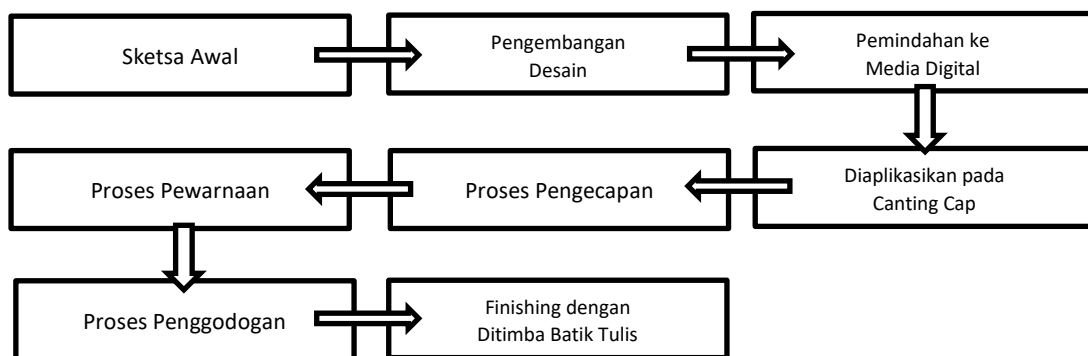 Sketsa Awal
Pengembangan
Desain
Pemindahan ke
Media Digital
Diaplikasikan pada
Canting Cap
Proses Pengecapan
Proses Pewarnaan
Proses Penggodogan
Finishing dengan
Ditimba Batik Tulis